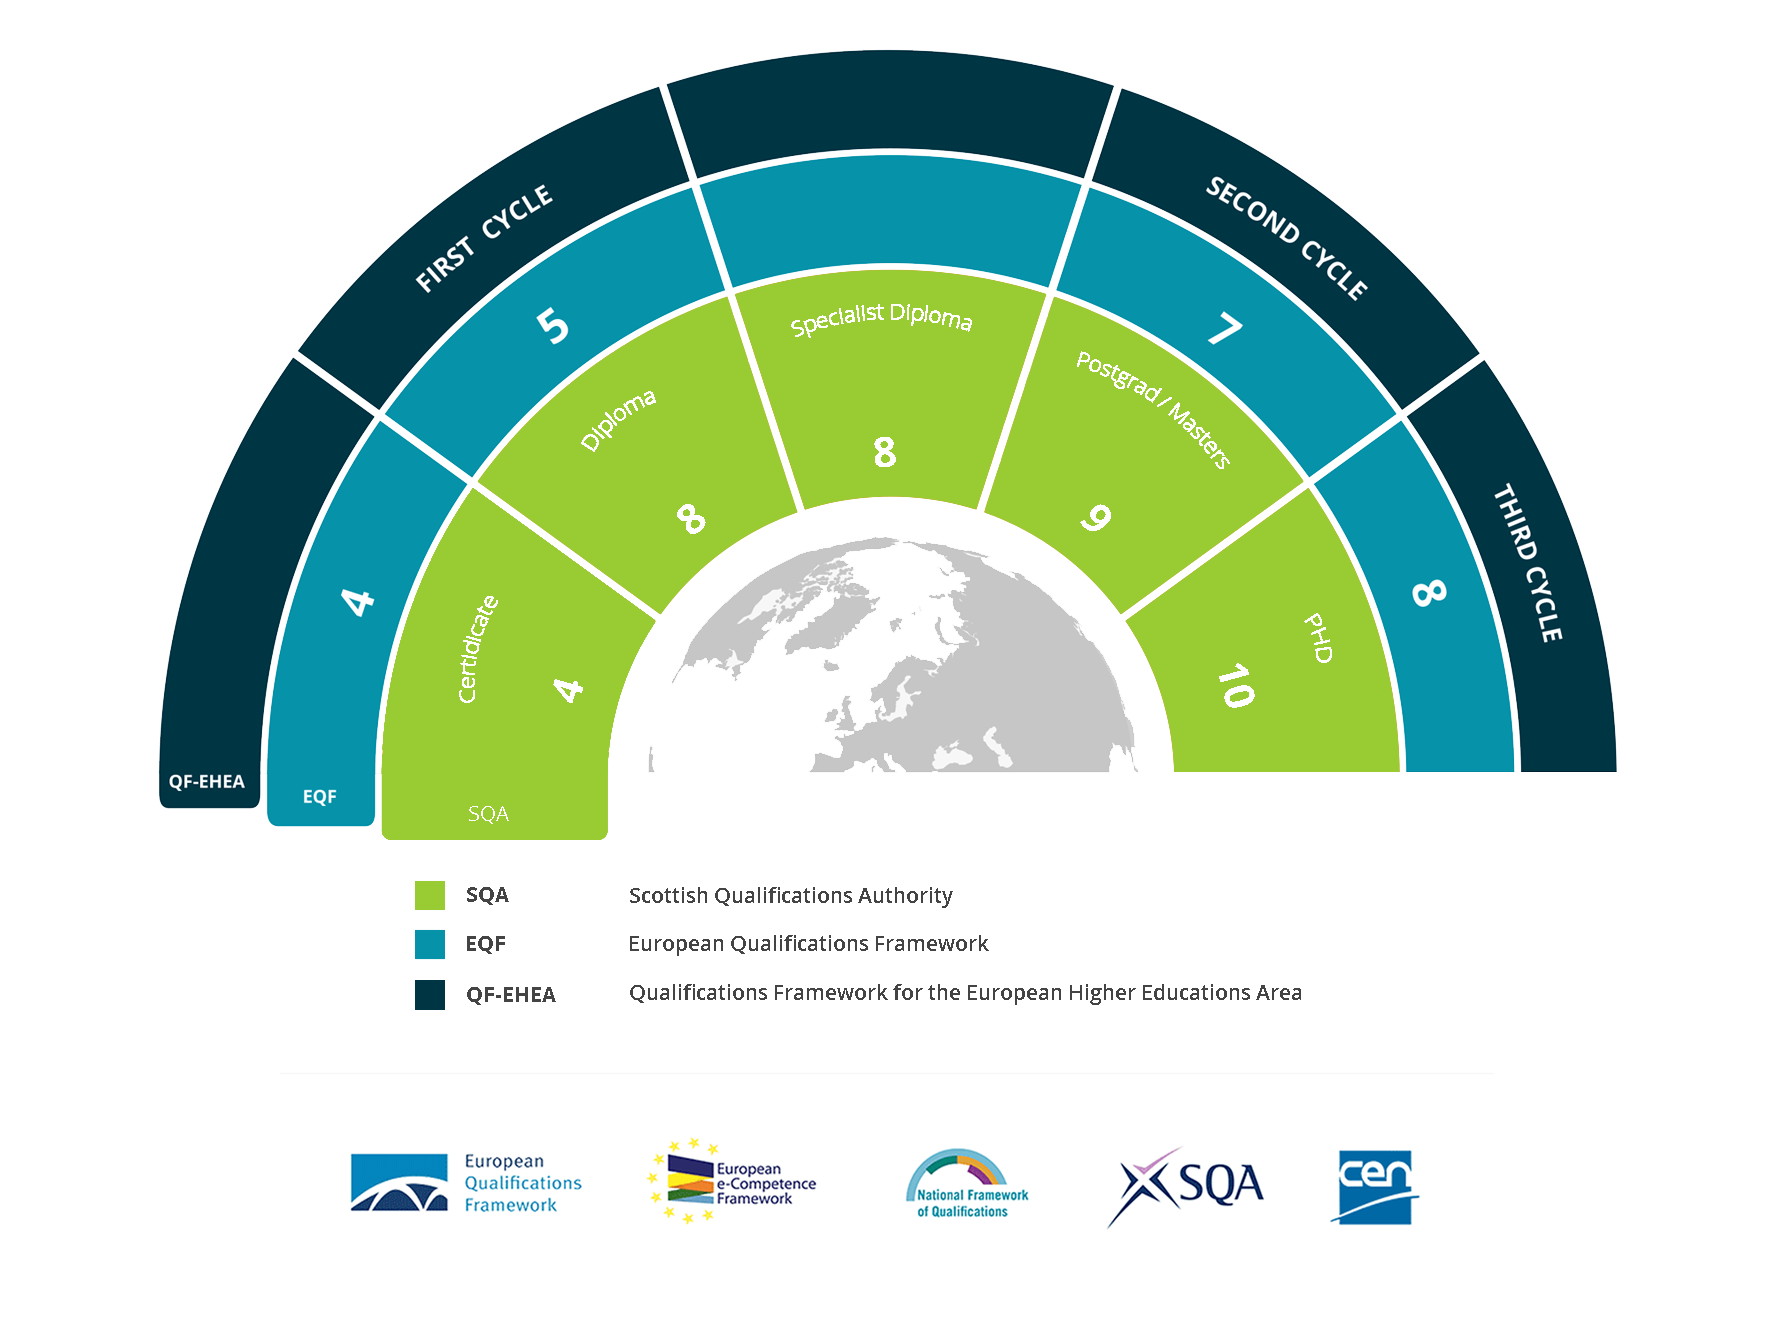 FIRST CYCLE
SECOND CYCLE
THIRD CYCLE
QF-EHEA
4
5
7
8
EQF
Certidicate
4
Diploma
8
Specialist Diploma
8
Postgrad / Masters
9
PHD
10
SQA
SQA Scottish Qualifications Authority
EQF European Qualifications Framework
QF-EHEA Qualifications Framework for the European Higher Educations Area
European
Qualifications
Framework
European
e-Competence
Framework
National Framework
of Qualifications
SQA
cen